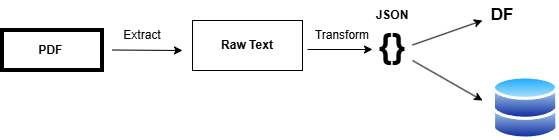 PDF
Extract
Raw Text
Transform
JSON
{}
DF